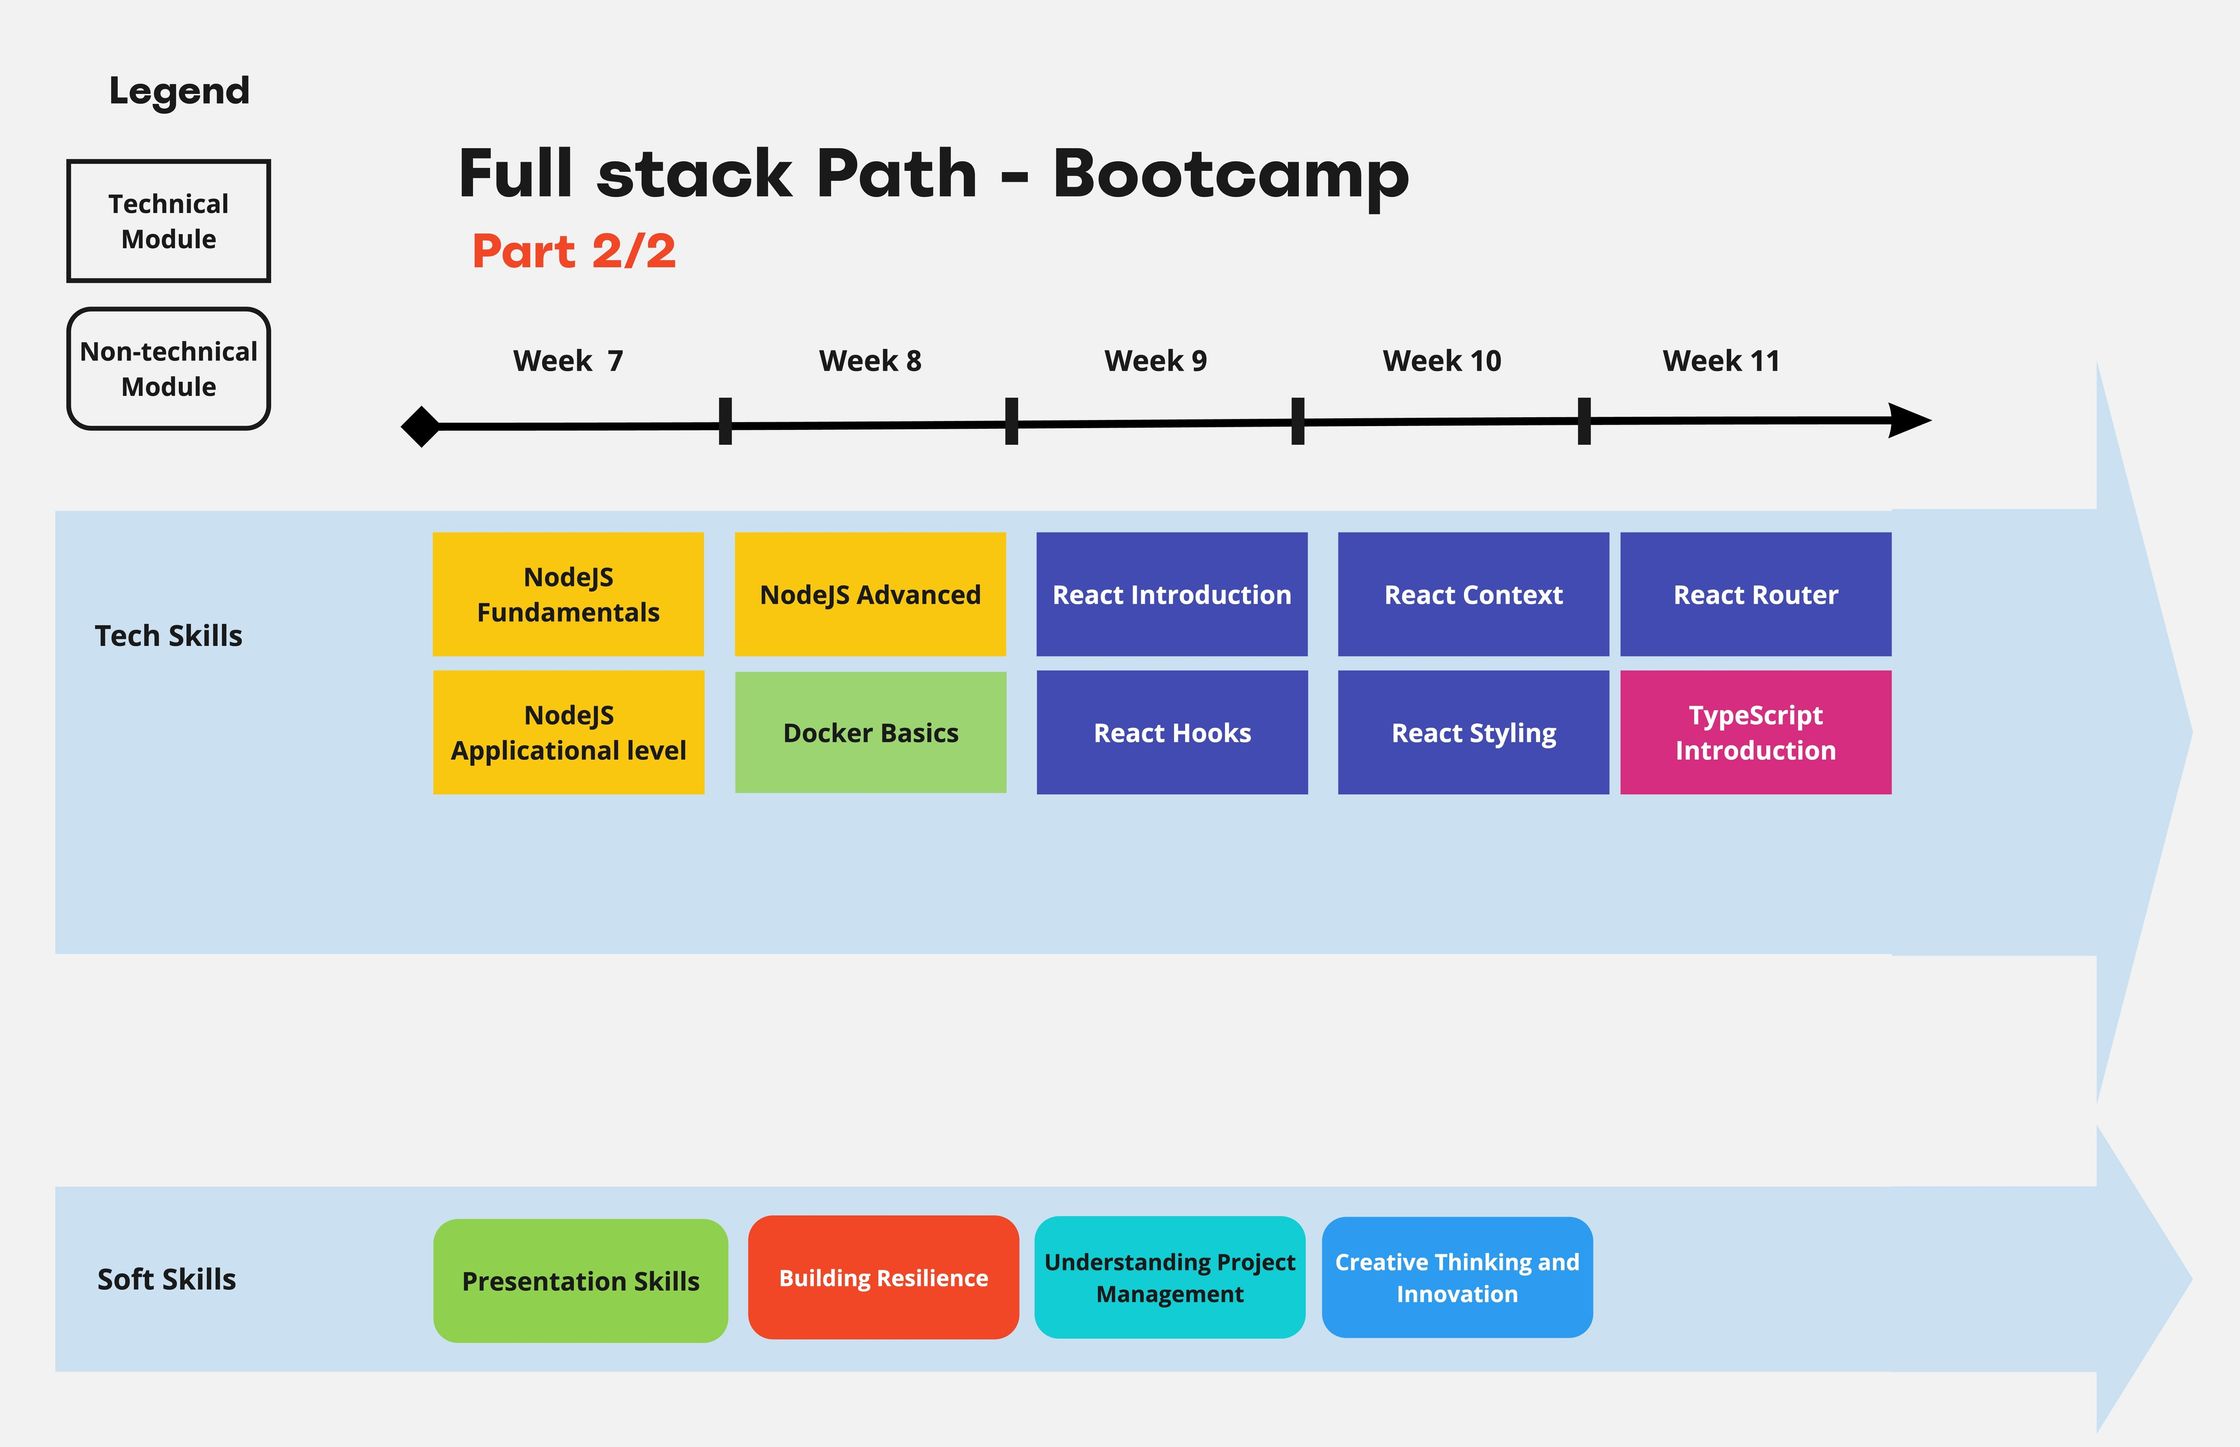 Legend
Technical
Module
Non-technical
Module
Full stack Path - Bootcamp
Part 2/2
Week 7
Week 8
Week 9
Week 10
Week 11
Tech Skills
NodeJS
Fundamentals
NodeJS Advanced
React Introduction
React Context
React Router
NodeJS
Applicational level
Docker Basics
React Hooks
React Styling
TypeScript
Introduction
Soft Skills
Presentation Skills
Building Resilience
Understanding Project
Management
Creative Thinking and
Innovation